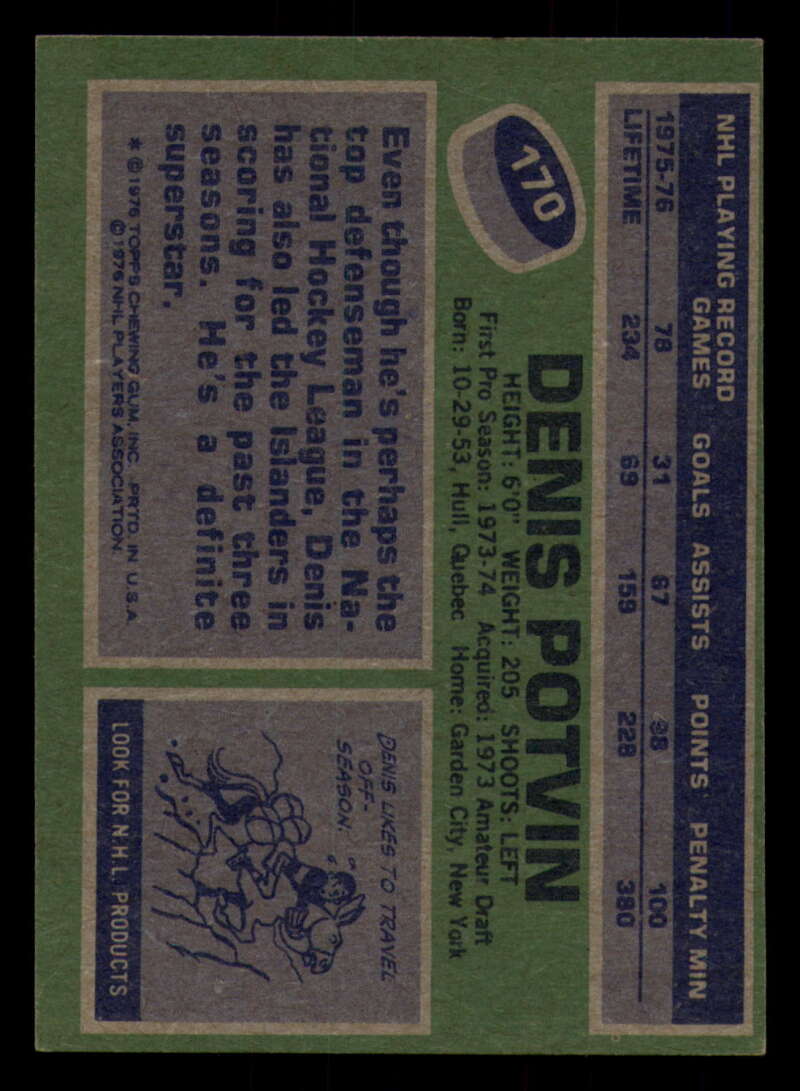 NHL PLAYING RECORD
GAMES GOALS ASSISTS POINTS PENALTY MIN
1975-76 78 31 67 98 100
LIFETIME 234 69 159 228 380
170
DENIS POTVIN
HEIGHT: 6'0" WEIGHT: 205 SHOOTS: LEFT
First Pro Season: 1973-74 Acquired: 1973 Amateur Draft
Born: 10-29-53, Hull, Quebec Home: Garden City, New York
Even though he's perhaps the
top defenseman in the Na-
tional Hockey League, Denis
has also led the Islanders in
scoring for the past three
seasons. He's a definite
superstar.
* ©1976 TOPPS CHEWING GUM, INC. PRTD. IN U.S.A.
©1976 NHL PLAYERS ASSOCIATION.
DENIS LIKES TO TRAVEL
OFF-
SEASON.
LOOK FOR N.H.L. PRODUCTS